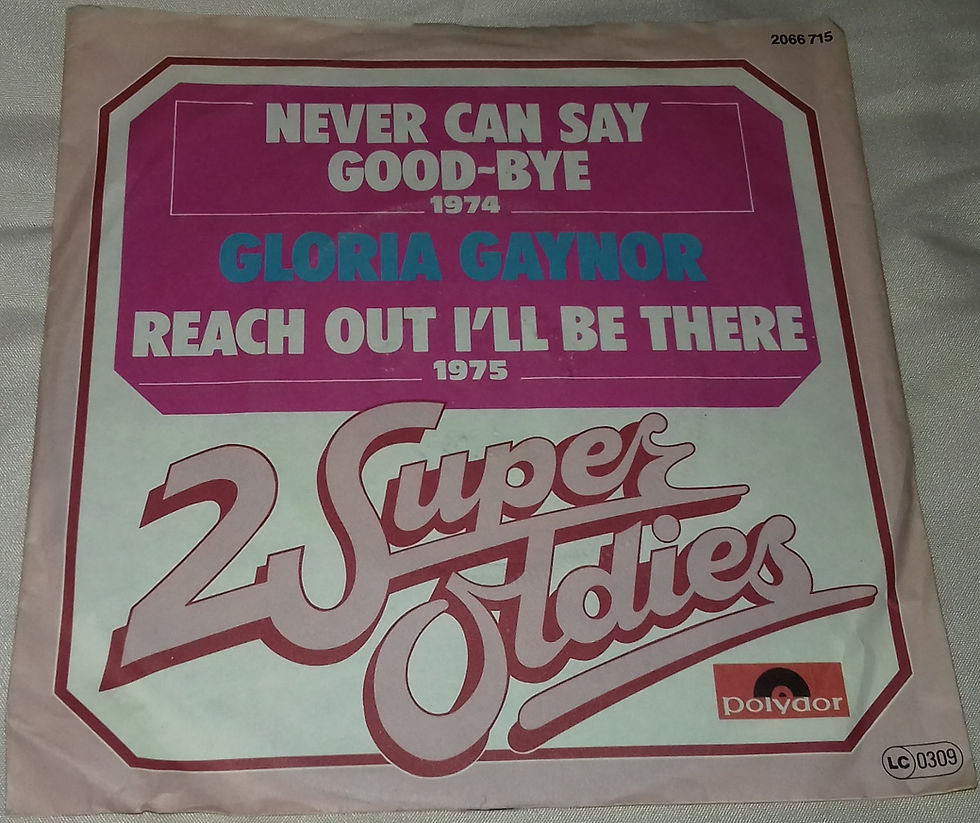 2066 715
NEVER CAN SAY
GOOD-BYE
1974
GLORIA GAYNOR
REACH OUT I'LL BE THERE
1975
2 Super
Oldies
polydor
LC 0309